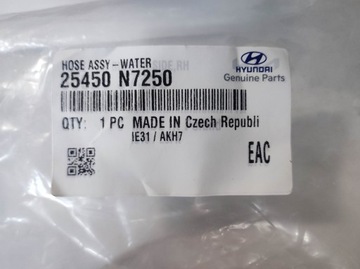 HOSE ASSY-WATER
25450 N7250
HYUNDAI
Genuine Parts
QTY: 1 PC MADE IN Czech Republi
IE31 / AKH7
EAC